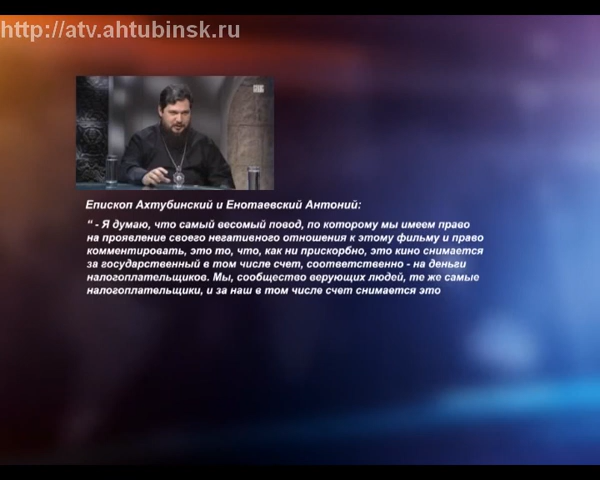 http://atv.ahtubinsk.ru
Епископ Ахтубинский и Енотаевский Антоний:
“ - Я думаю, что самый весомый повод, по которому мы имеем право
на проявление своего негативного отношения к этому фильму и право
комментировать, это то, что, как ни прискорбно, это кино снимается
за государственный в том числе счет, соответственно - на деньги
налогоплательщиков. Мы, сообщество верующих людей, те же самые
налогоплательщики, и за наш в том числе счет снимается это